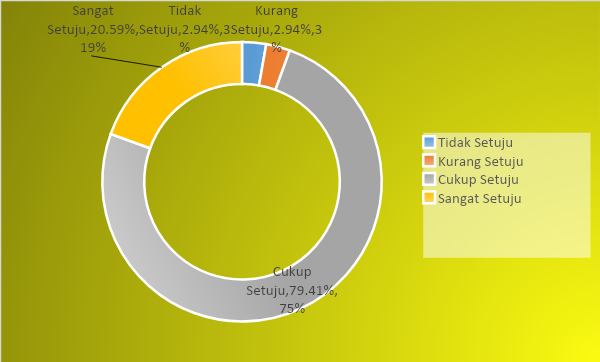 Sangat
Setuju,20.59%,
19%
Tidak
Setuju,2.94%,3
%
Kurang
Setuju,2.94%,3
%
Cukup
Setuju,79.41%,
75%
Tidak Setuju
Kurang Setuju
Cukup Setuju
Sangat Setuju